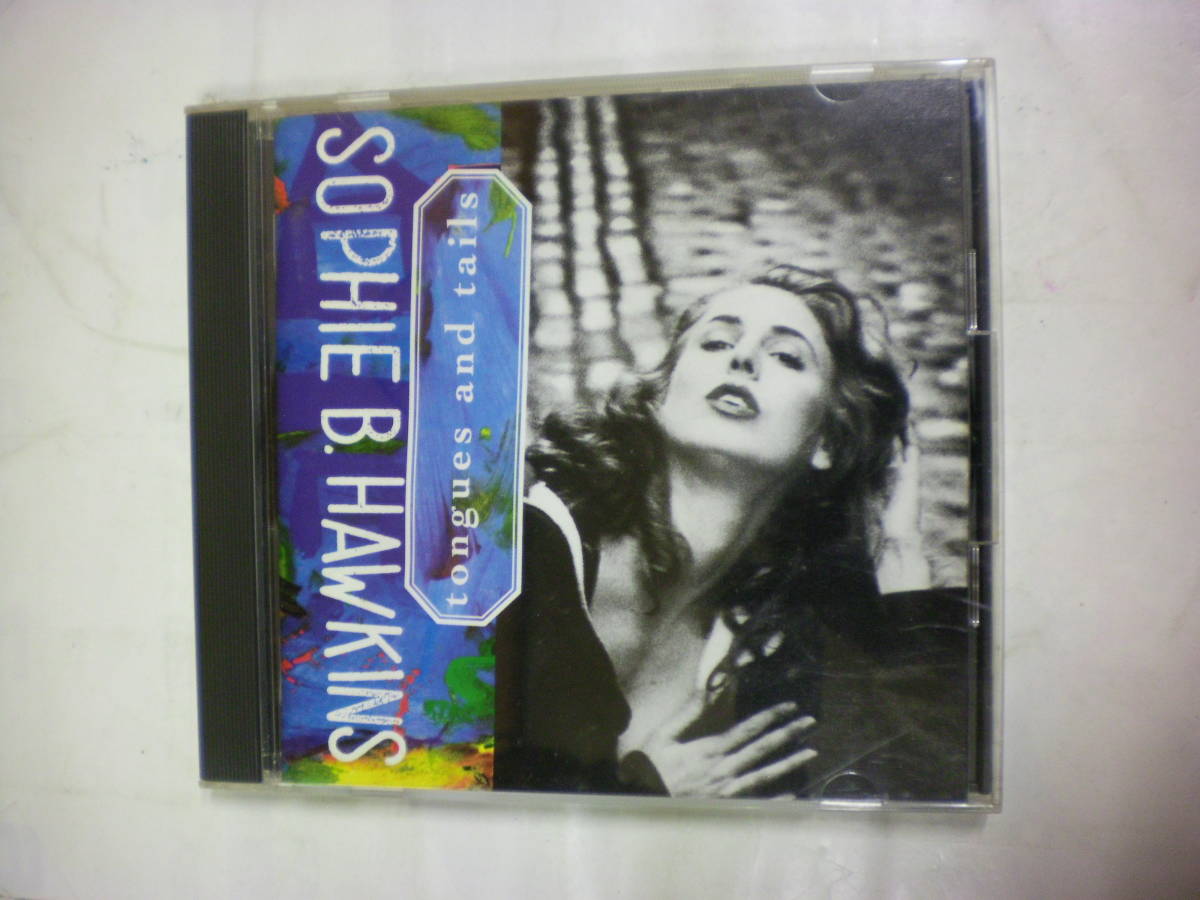 SOPHIE B. HAWKINS
tongues and tails